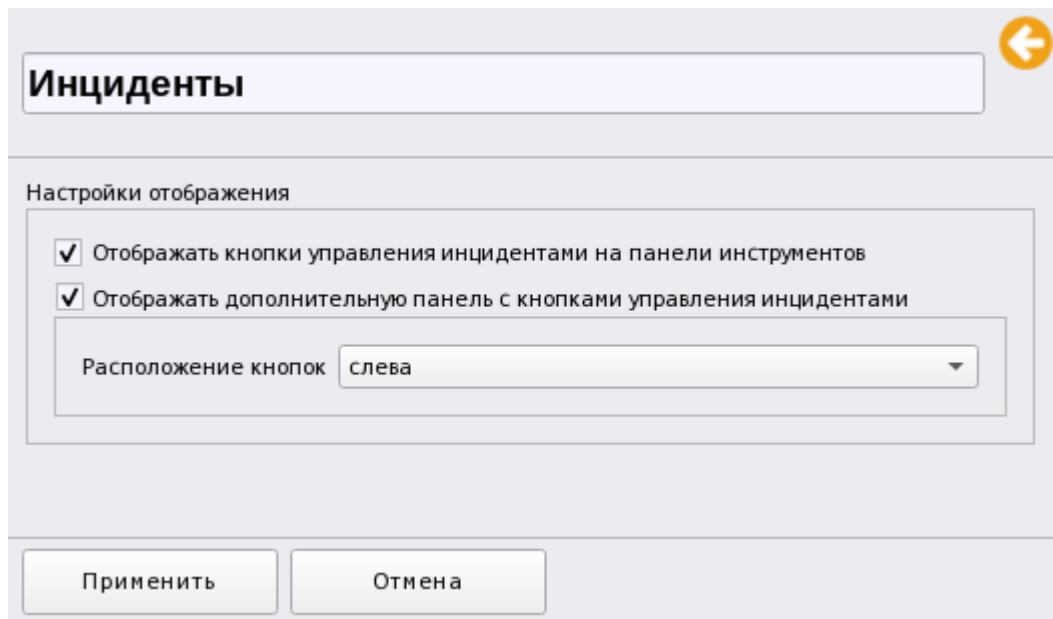 Инциденты
Настройки отображения
Отображать кнопки управления инцидентами на панели инструментов
Отображать дополнительную панель с кнопками управления инцидентами
Расположение кнопок слева
Применить Отмена